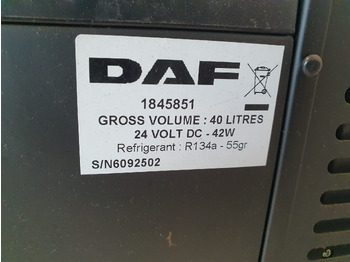 DAF
1845851
GROSS VOLUME : 40 LITRES
24 VOLT DC - 42W
Refrigerant : R134a - 55gr
S/N6092502